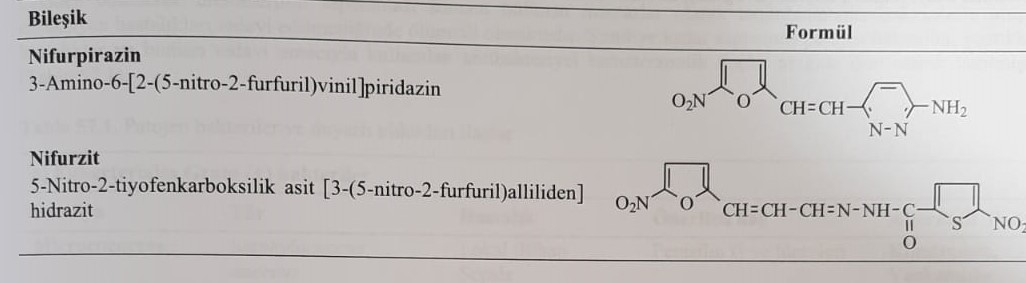 Bileşik
Formül
Nifurpirazin
3-Amino-6-[2-(5-nitro-2-furfuril)vinil]piridazin
O₂N O CH=CH N-N NH₂
Nifurzit
5-Nitro-2-tiyofenkarboksilik asit [3-(5-nitro-2-furfuril)alliliden]
hidrazit
O₂N O CH=CH-CH=N-NH-C O S NO₂